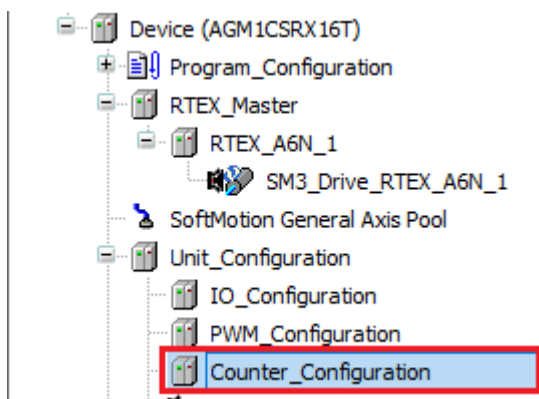 Device (AGM1CSRX16T)
Program_Configuration
RTEX_Master
RTEX_A6N_1
SM3_Drive_RTEX_A6N_1
SoftMotion General Axis Pool
Unit_Configuration
IO_Configuration
PWM_Configuration
Counter_Configuration